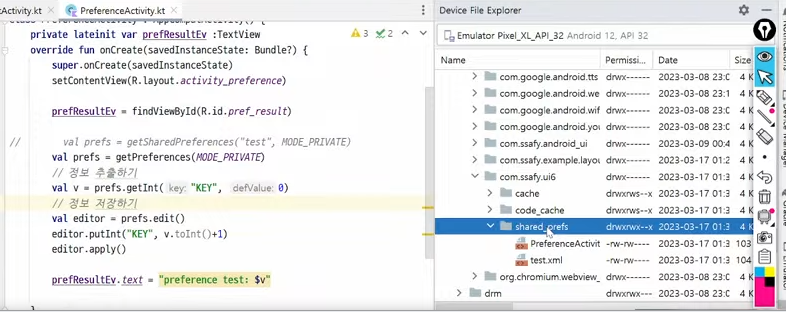 Activity.kt
PreferenceActivity.kt
private lateinit var prefResultEv :TextView
3 2
override fun onCreate(savedInstanceState: Bundle?) {
super.onCreate(savedInstanceState)
setContentView(R.layout.activity_preference)
prefResultEv = findViewById(R.id.pref_result)
// val prefs = getSharedPreferences("test", MODE_PRIVATE)
val prefs = getPreferences(MODE_PRIVATE)
// 정보 추출하기
val v = prefs.getInt( key: "KEY", defValue: 0)
// 정보 저장하기
val editor = prefs.edit()
editor.putInt("KEY", v.toInt()+1)
editor.apply()
prefResultEv.text = "preference test: $v"
}
Device File Explorer
Emulator Pixel_XL_API_32 Android 12, API 32
Name Permissi... Date Size
com.google.android.tts drwx------ 2023-03-08 23:0 4 K
com.google.android.we drwx------ 2023-03-08 23:1 4 K
com.google.android.wif drwx------ 2023-03-08 23:0 4 K
com.google.android.you drwx------ 2023-03-08 23:0 4 K
com.ssafy.android_ui drwx------ 2023-03-09 00:4 4 K
com.ssafy.example.layou drwx------ 2023-03-17 01:2 4 K
com.ssafy.ui6 drwx------ 2023-03-17 01:3 4 K
cache drwxrws--x 2023-03-17 01:3 4 K
code_cache drwxrws--x 2023-03-17 01:3 4 K
shared_prefs drwxrwx--x 2023-03-17 01:3 4 K
PreferenceActivit -rw-rw---- 2023-03-17 01:3 103
test.xml -rw-rw---- 2023-03-17 01:3 104
org.chromium.webview_ drwx------ 2023-03-08 23:0 4 K
drm drwxrwx--- 2023-03-08 23:0 4 K